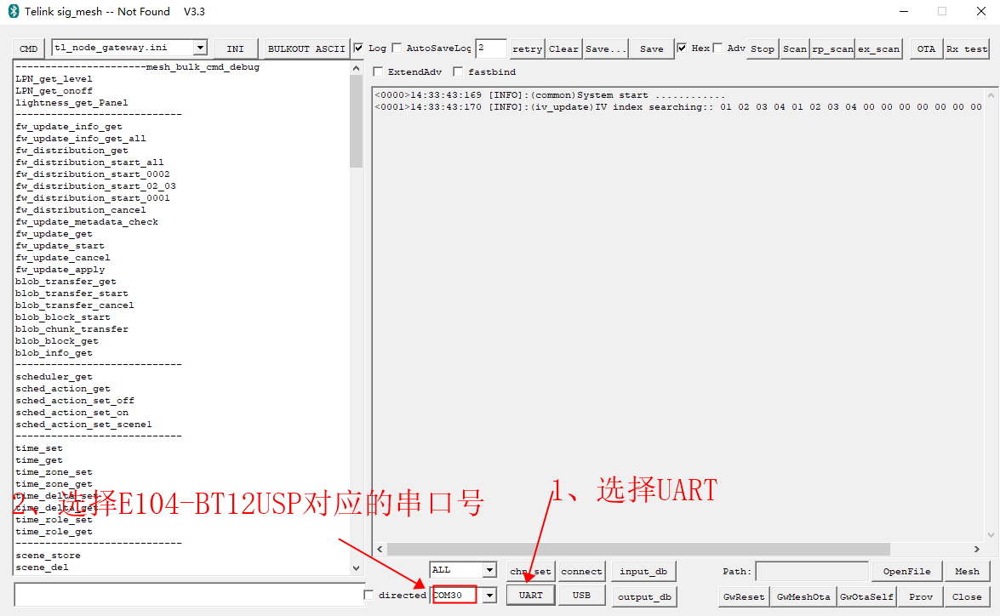 Telink sig_mesh -- Not Found    V3.3
CMD tl_node_gateway.ini INI BULKOUT ASCII Log AutoSaveLog 2 retry Clear Save... Save Hex Adv Stop Scan rp_scan ex_scan OTA Rx test
ExtendAdv fastbind
----------------------mesh_bulk_cmd_debug
LPN_get_level
LPN_get_onoff
lightness_get_Panel
----------------------------
fw_update_info_get
fw_update_info_get_all
fw_distribution_get
fw_distribution_start_all
fw_distribution_start_0002
fw_distribution_start_02_03
fw_distribution_start_0001
fw_distribution_cancel
fw_update_metadata_check
fw_update_get
fw_update_start
fw_update_cancel
fw_update_apply
blob_transfer_get
blob_transfer_start
blob_transfer_cancel
blob_block_start
blob_chunk_transfer
blob_block_get
blob_info_get
----------------------------
scheduler_get
sched_action_get
sched_action_set_off
sched_action_set_on
sched_action_set_scene1
----------------------------
time_set
time_get
time_zone_set
time_zone_get
time_delta_set
time_delta_get
time_role_set
time_role_get
----------------------------
scene_store
scene_del
<0000>14:33:43:169 [INFO]:(common)System start ............
<0001>14:33:43:170 [INFO]:(iv_update)IV index searching:: 01 02 03 04 01 02 03 04 00 00 00 00 00 00 00
2、选择E104-BT12USP对应的串口号
1、选择UART
ALL chn_set connect input_db Path: OpenFile Mesh
directed COM30 UART USB output_db GwReset GwMeshOta GwOtaSelf Prov Close